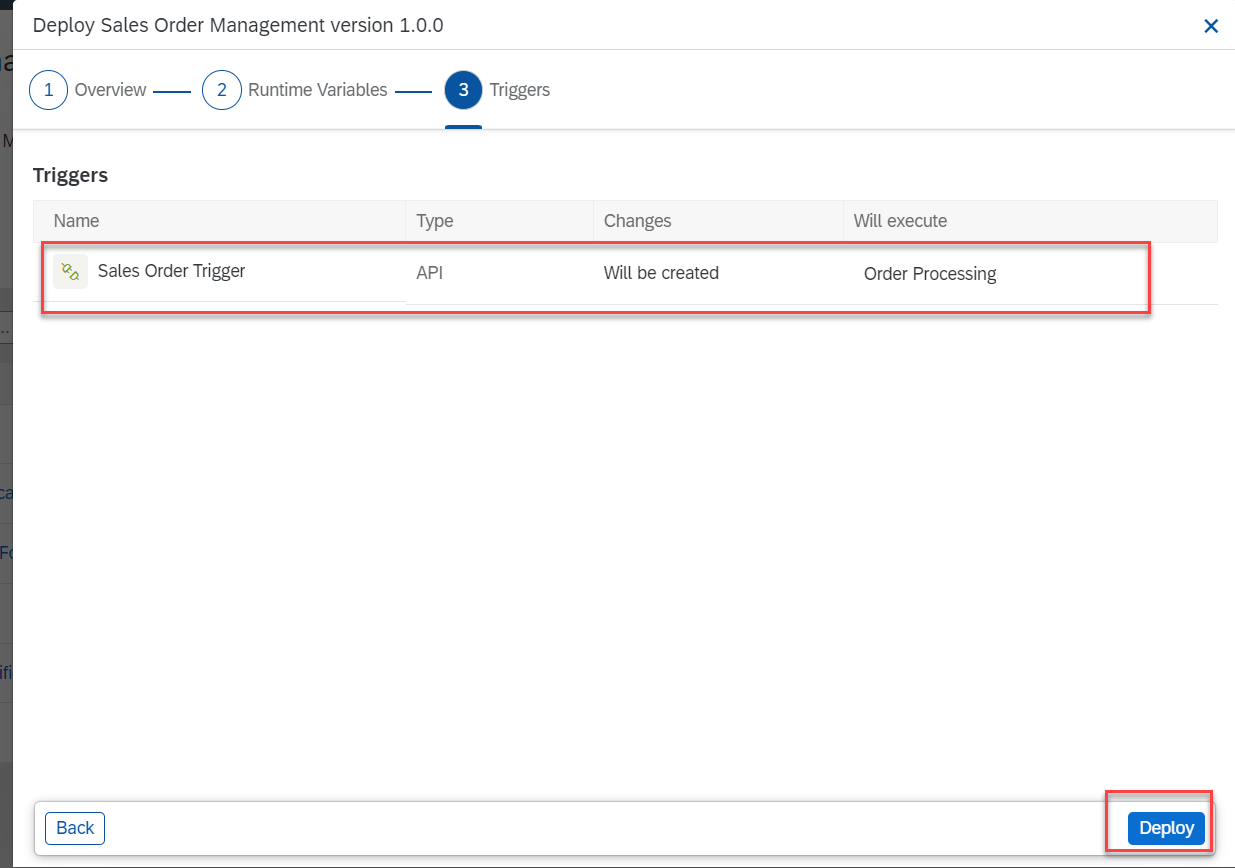 Deploy Sales Order Management version 1.0.0
1 Overview 2 Runtime Variables 3 Triggers
Triggers
Name Type Changes Will execute
Sales Order Trigger API Will be created Order Processing
Back Deploy